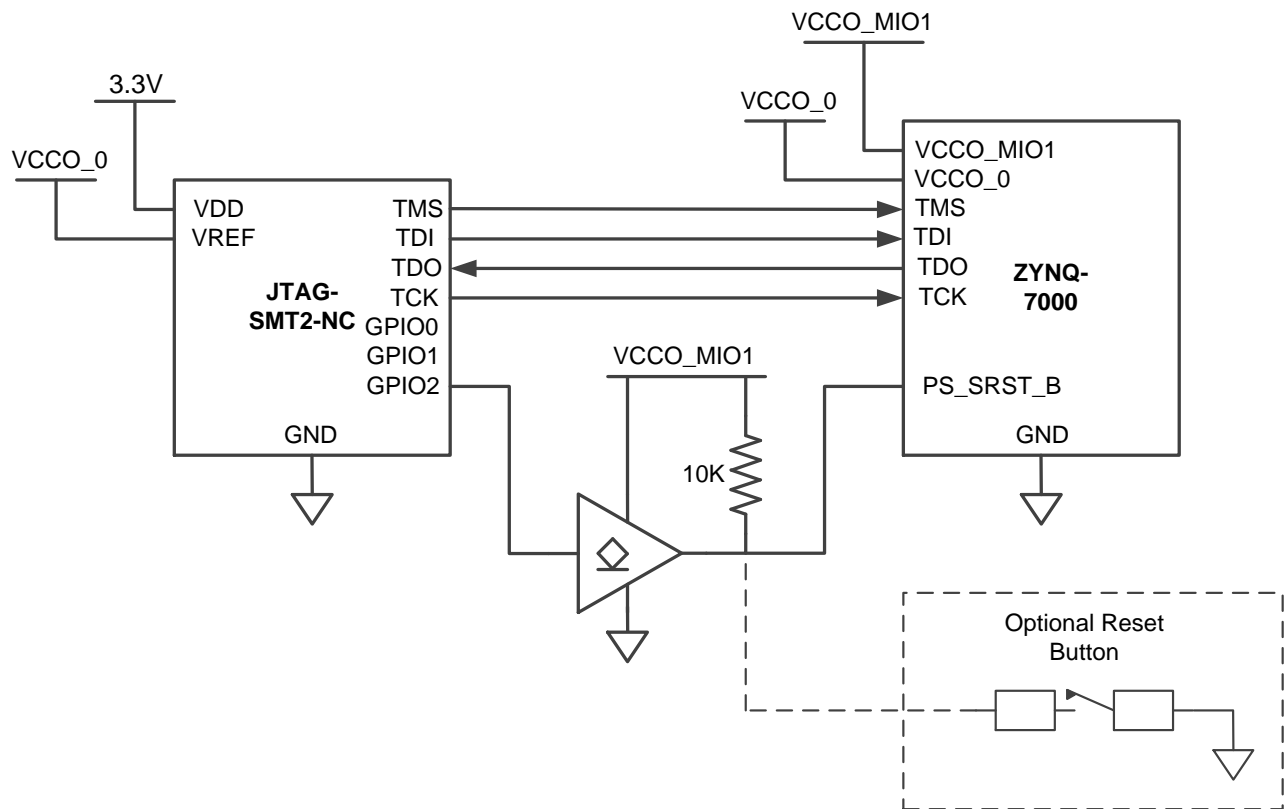 VCCO_MIO1
3.3V
VCCO_0
VCCO_0
VDD
VREF
JTAG-
SMT2-NC
TMS
TDI
TDO
TCK
GPIO0
GPIO1
GPIO2
GND
VCCO_MIO1
VCCO_0
TMS
TDI
TDO
TCK
ZYNQ-
7000
PS_SRST_B
GND
VCCO_MIO1
10K
Optional Reset
Button